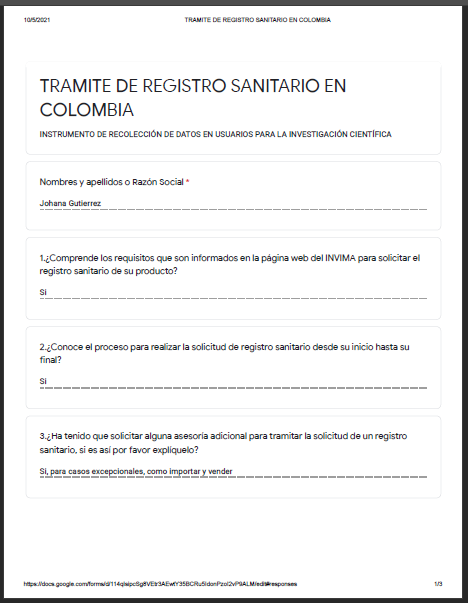 10/5/2021
TRAMITE DE REGISTRO SANITARIO EN COLOMBIA
TRAMITE DE REGISTRO SANITARIO EN
COLOMBIA
INSTRUMENTO DE RECOLECCIÓN DE DATOS EN USUARIOS PARA LA INVESTIGACIÓN CIENTÍFICA
Nombres y apellidos o Razón Social *
Johana Gutierrez
1.¿Comprende los requisitos que son informados en la página web del INVIMA para solicitar el
registro sanitario de su producto?
Si
2.¿Conoce el proceso para realizar la solicitud de registro sanitario desde su inicio hasta su
final?
Si
3.¿Ha tenido que solicitar alguna asesoría adicional para tramitar la solicitud de un registro
sanitario, si es así por favor explíquelo?
Si, para casos excepcionales, como importar y vender
1/3